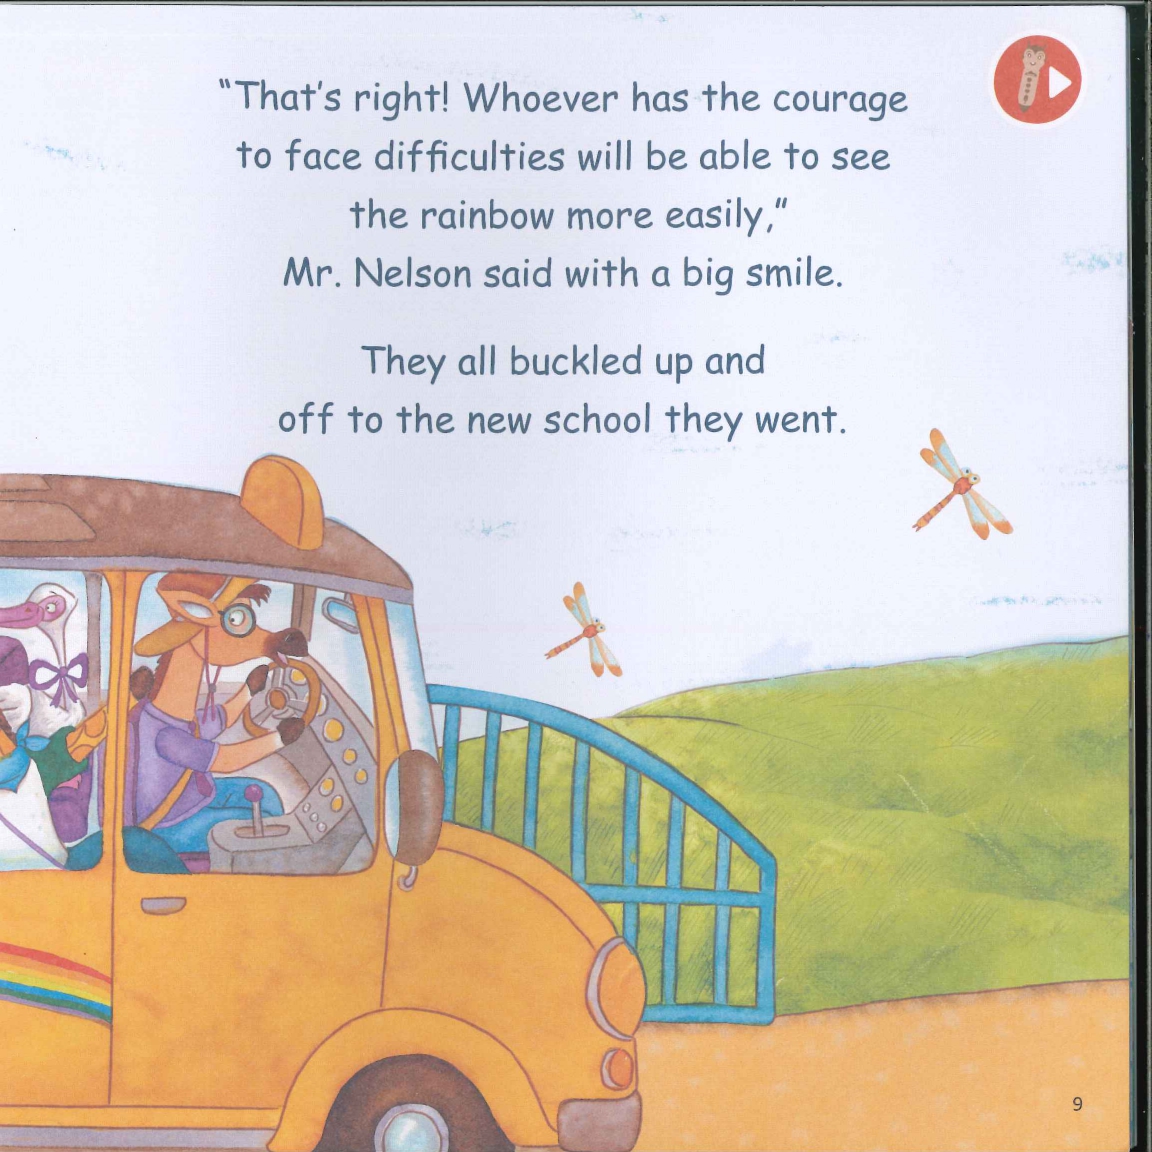 “That’s right! Whoever has the courage
to face difficulties will be able to see
the rainbow more easily,”
Mr. Nelson said with a big smile.
They all buckled up and
off to the new school they went.
9